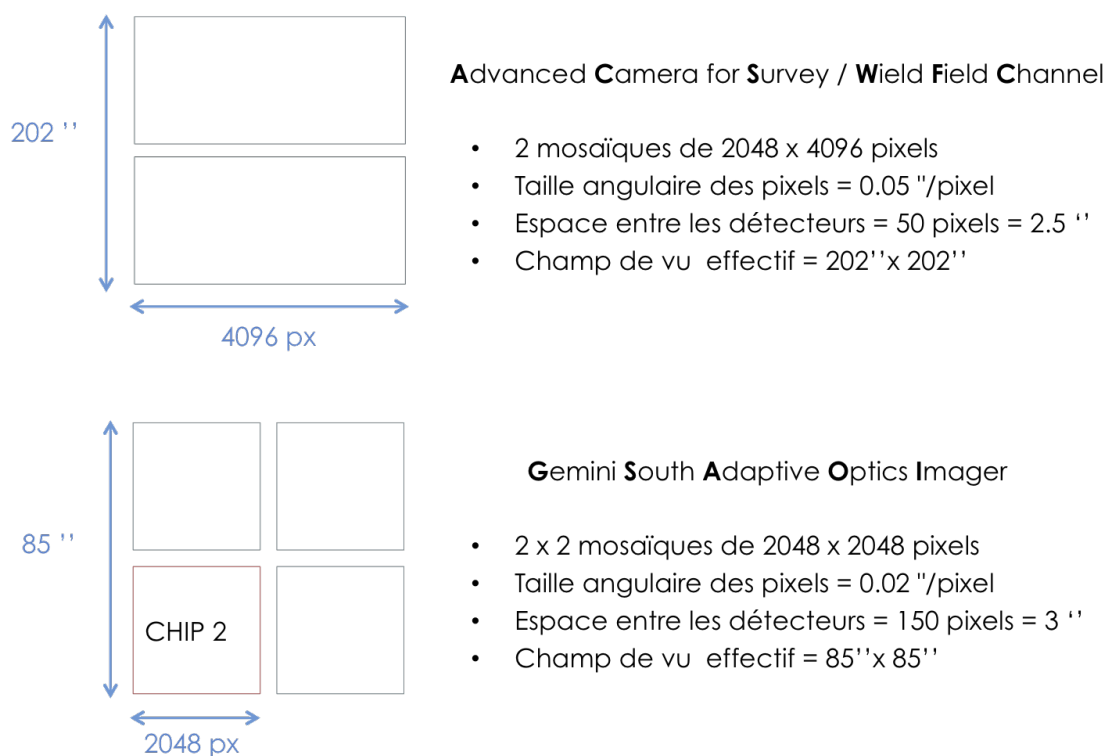 202 ’’
4096 px
Advanced Camera for Survey / Wield Field Channel
• 2 mosaïques de 2048 x 4096 pixels
• Taille angulaire des pixels = 0.05 "/pixel
• Espace entre les détecteurs = 50 pixels = 2.5 ‘’
• Champ de vu  effectif = 202’’x 202’’
85 ’’
CHIP 2
2048 px
Gemini South Adaptive Optics Imager
• 2 x 2 mosaïques de 2048 x 2048 pixels
• Taille angulaire des pixels = 0.02 "/pixel
• Espace entre les détecteurs = 150 pixels = 3 ‘’
• Champ de vu  effectif = 85’’x 85’’